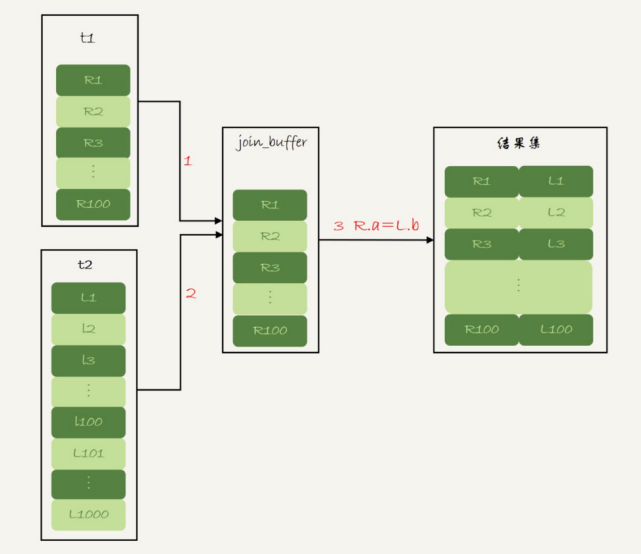 t1
R1
R2
R3
⋮
R100
1
t2
L1
l2
l3
⋮
l100
L101
⋮
L1000
2
join_buffer
R1
R2
R3
⋮
R100
3 R.a=L.b
结果集
R1 L1
R2 L2
R3 L3
⋮
R100 L100